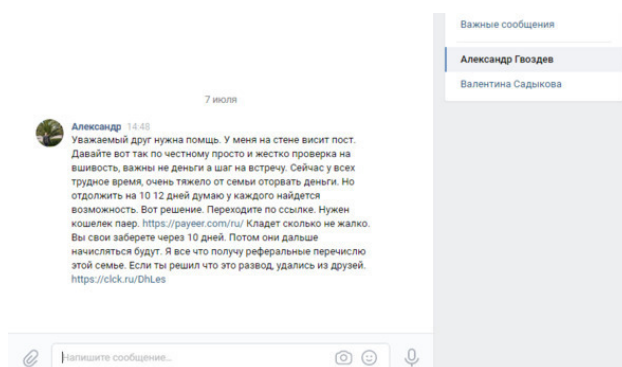 Важные сообщения
Александр Гвоздев
Валентина Садыкова
7 июля
Александр 14:48
Уважаемый друг нужна помщь. У меня на стене висит пост.
Давайте вот так по честному просто и жестко проверка на
вшивость, важны не деньги а шаг на встречу. Сейчас у всех
трудное время, очень тяжело от семьи оторвать деньги. Но
отдолжить на 10 12 дней думаю у каждого найдется
возможность. Вот решение. Переходите по ссылке. Нужен
кошелек паер. https://payeer.com/ru/ Кладет сколько не жалко.
Вы свои заберете через 10 дней. Потом они дальше
начисляться будут. Я все что получу реферальные перечислю
этой семье. Если ты решил что это развод, удались из друзей.
https://clck.ru/DhLes
Напишите сообщение...